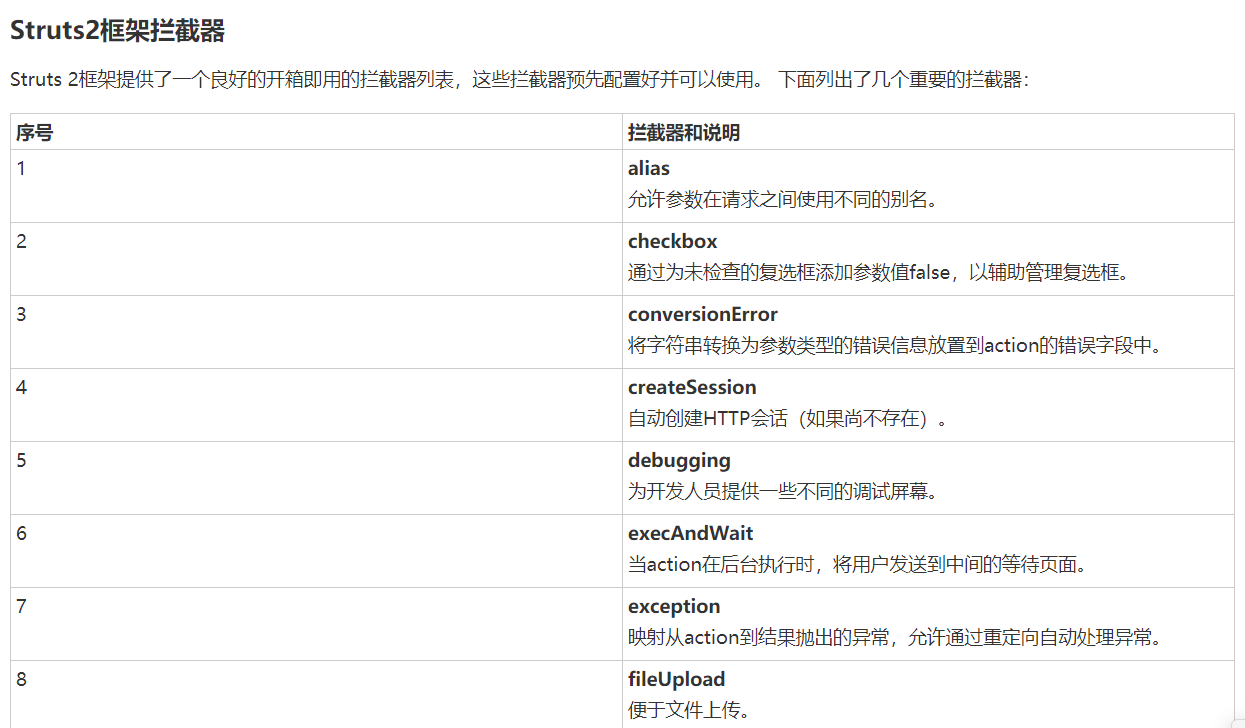 Struts2框架拦截器
Struts 2框架提供了一个良好的开箱即用的拦截器列表，这些拦截器预先配置好并可以使用。 下面列出了几个重要的拦截器：
序号 拦截器和说明
1 alias
允许参数在请求之间使用不同的别名。
2 checkbox
通过为未检查的复选框添加参数值false，以辅助管理复选框。
3 conversionError
将字符串转换为参数类型的错误信息放置到action的错误字段中。
4 createSession
自动创建HTTP会话（如果尚不存在）。
5 debugging
为开发人员提供一些不同的调试屏幕。
6 execAndWait
当action在后台执行时，将用户发送到中间的等待页面。
7 exception
映射从action到结果抛出的异常，允许通过重定向自动处理异常。
8 fileUpload
便于文件上传。